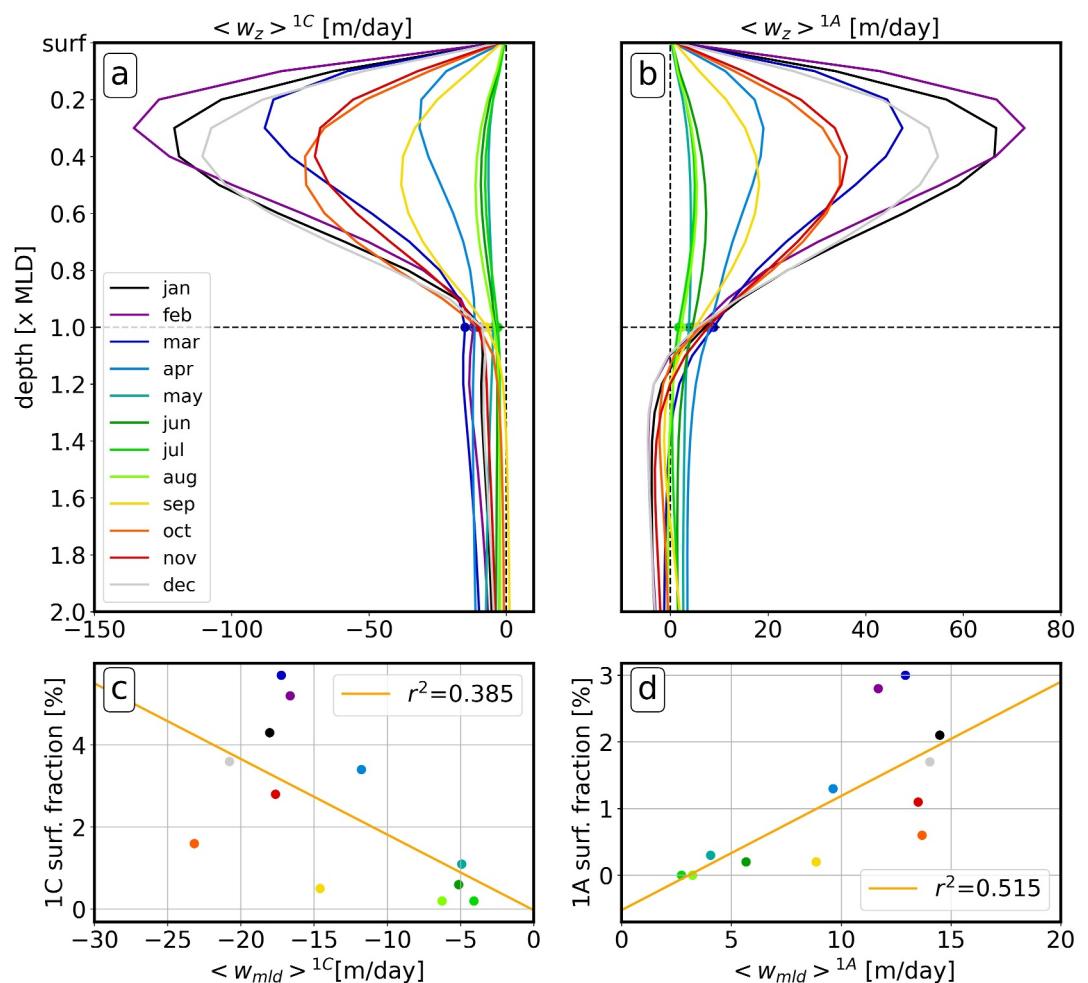 < w_z >^1C [m/day]
< w_z >^1A [m/day]
a
b
surf
0.2
0.4
0.6
0.8
1.0
1.2
1.4
1.6
1.8
2.0
depth [x MLD]
jan
feb
mar
apr
may
jun
jul
aug
sep
oct
nov
dec
−150 −100 −50 0
0 20 40 60 80
c
r²=0.385
1C surf. fraction [%]
4
2
0
−30 −25 −20 −15 −10 −5 0
< w_mld >^1C[m/day]
d
r²=0.515
1A surf. fraction [%]
3
2
1
0
0 5 10 15 20
< w_mld >^1A [m/day]